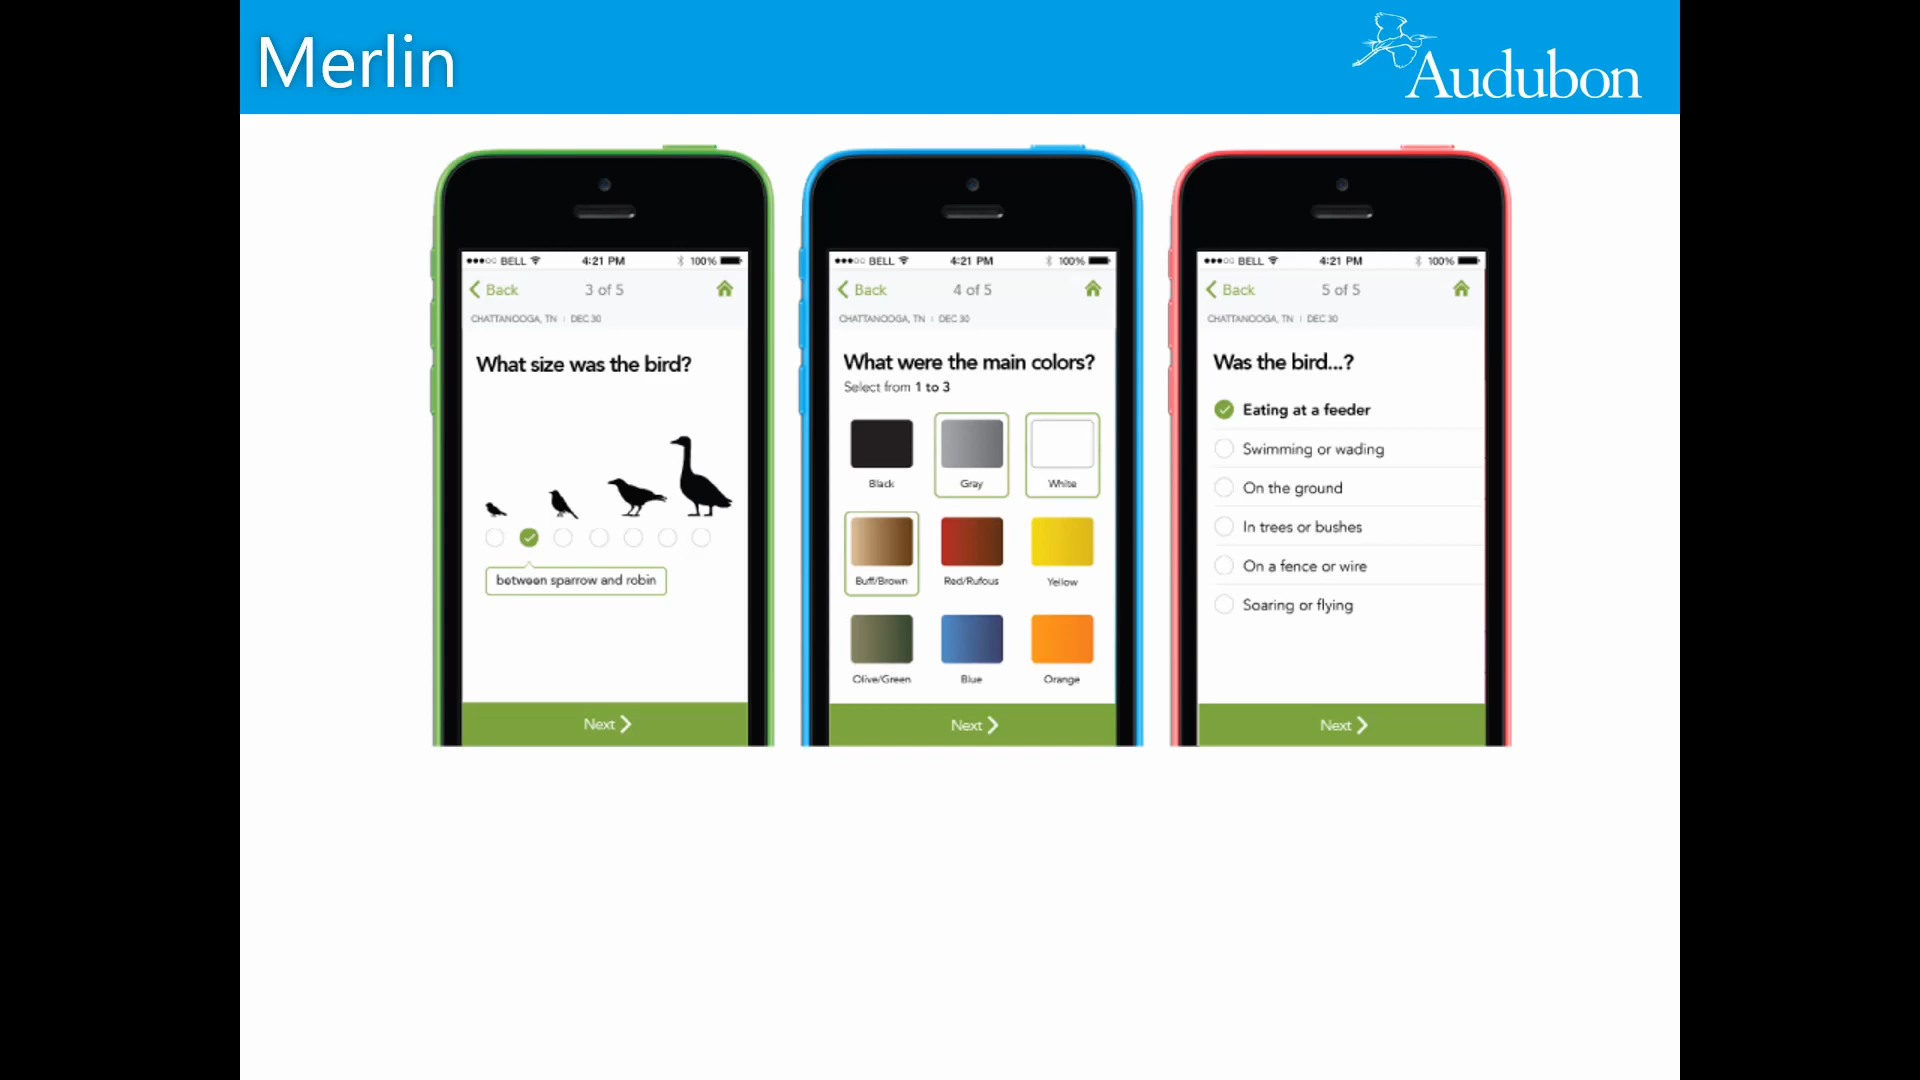 Merlin
Audubon
BELL 4:21 PM 100%
Back 3 of 5
CHATTANOOGA, TN | DEC 30
What size was the bird?
between sparrow and robin
Next
BELL 4:21 PM 100%
Back 4 of 5
CHATTANOOGA, TN | DEC 30
What were the main colors?
Select from 1 to 3
Black Gray White
Buff/Brown Red/Rufous Yellow
Olive/Green Blue Orange
Next
BELL 4:21 PM 100%
Back 5 of 5
CHATTANOOGA, TN | DEC 30
Was the bird...?
Eating at a feeder
Swimming or wading
On the ground
In trees or bushes
On a fence or wire
Soaring or flying
Next